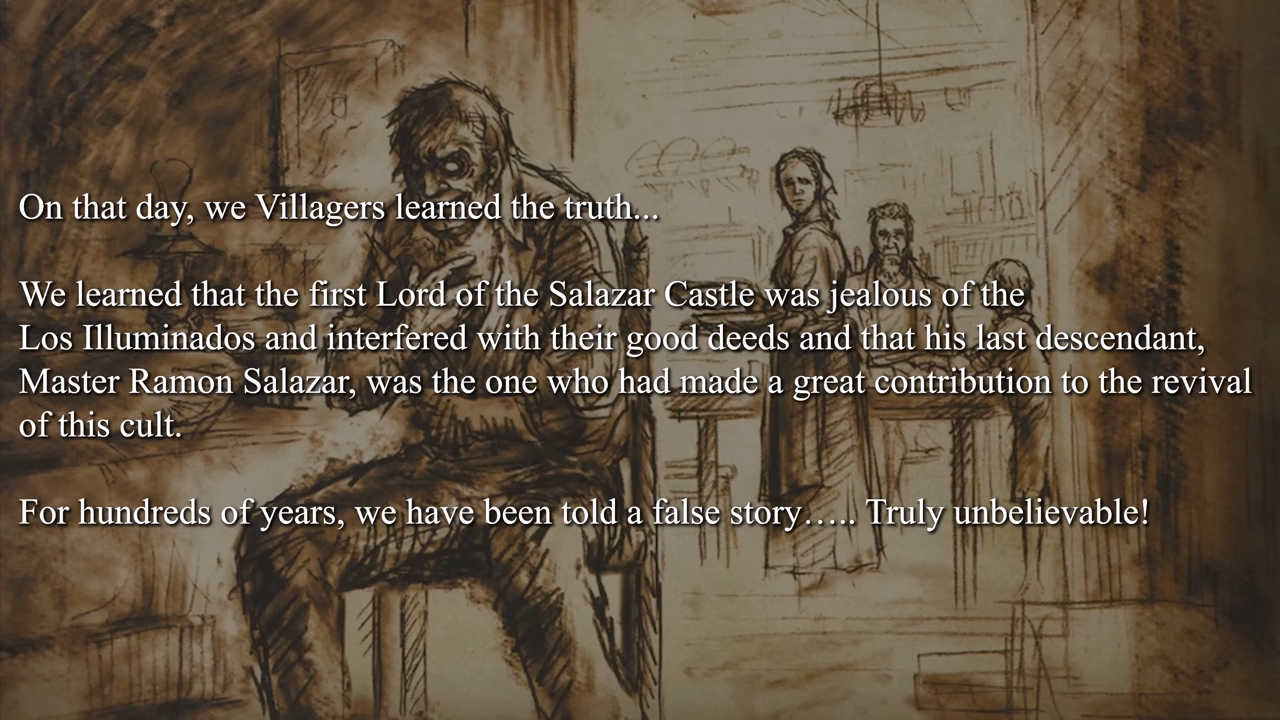 On that day, we Villagers learned the truth...
We learned that the first Lord of the Salazar Castle was jealous of the
Los Illuminados and interfered with their good deeds and that his last descendant,
Master Ramon Salazar, was the one who had made a great contribution to the revival
of this cult.
For hundreds of years, we have been told a false story….. Truly unbelievable!